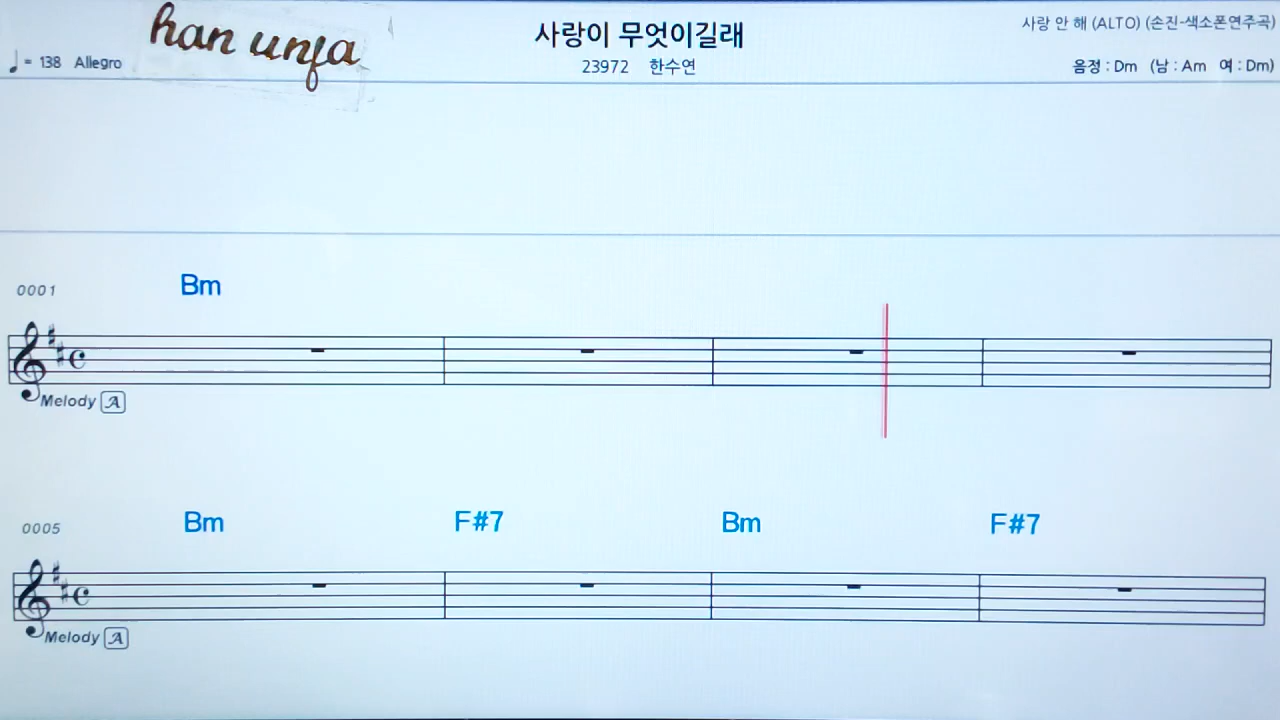 han unja
사랑이 무엇이길래
사랑 안 해 (ALTO) (손진-색소폰연주곡)
♩ = 138 Allegro
23972 한수연
음정 : Dm (남 : Am 여 : Dm)
0001 Bm
Melody A
0005 Bm F#7 Bm F#7
Melody A